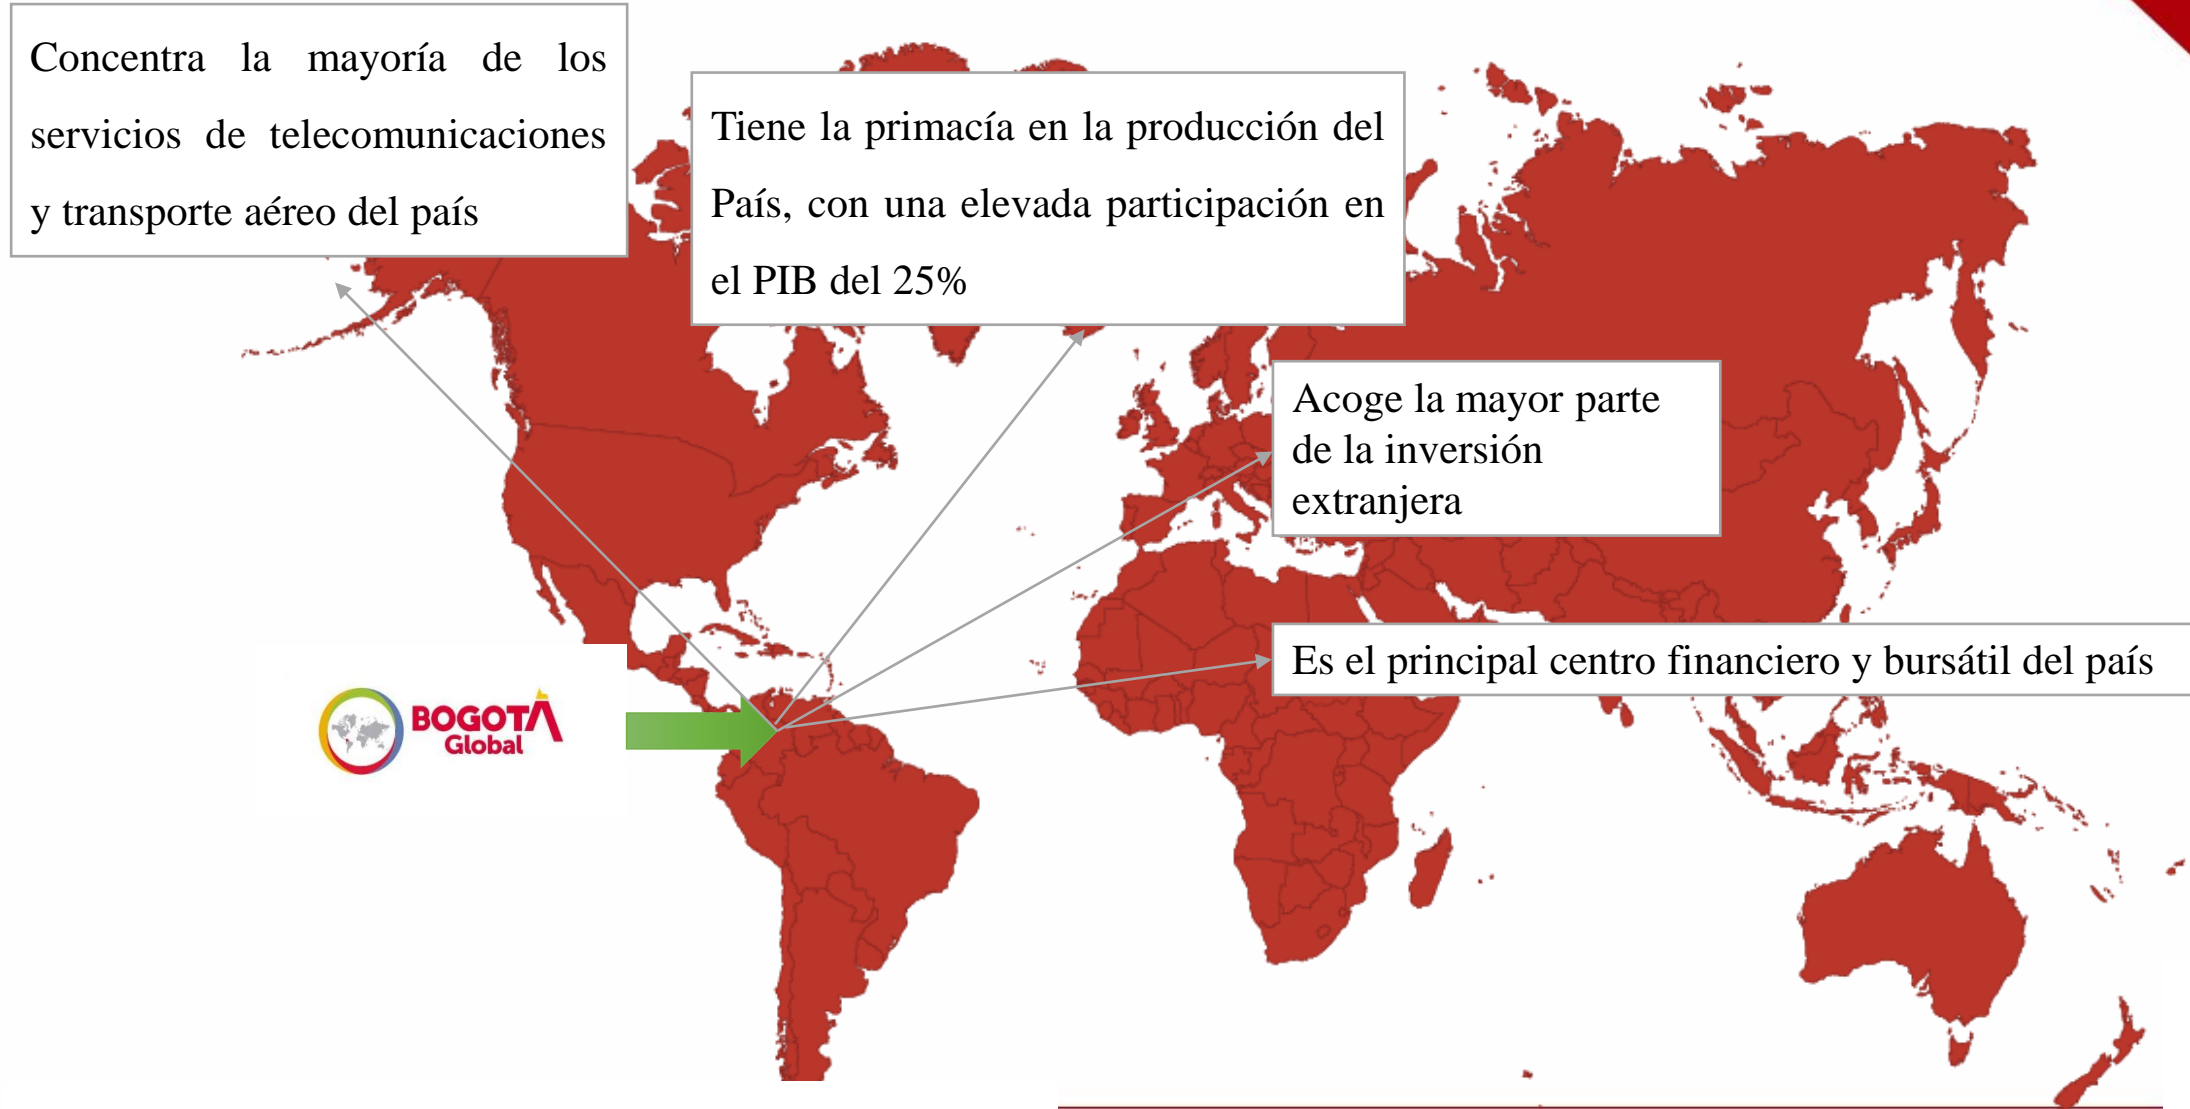 Concentra la mayoría de los
servicios de telecomunicaciones
y transporte aéreo del país
Tiene la primacía en la producción del
País, con una elevada participación en
el PIB del 25%
Acoge la mayor parte
de la inversión
extranjera
Es el principal centro financiero y bursátil del país
BOGOTÁ
Global